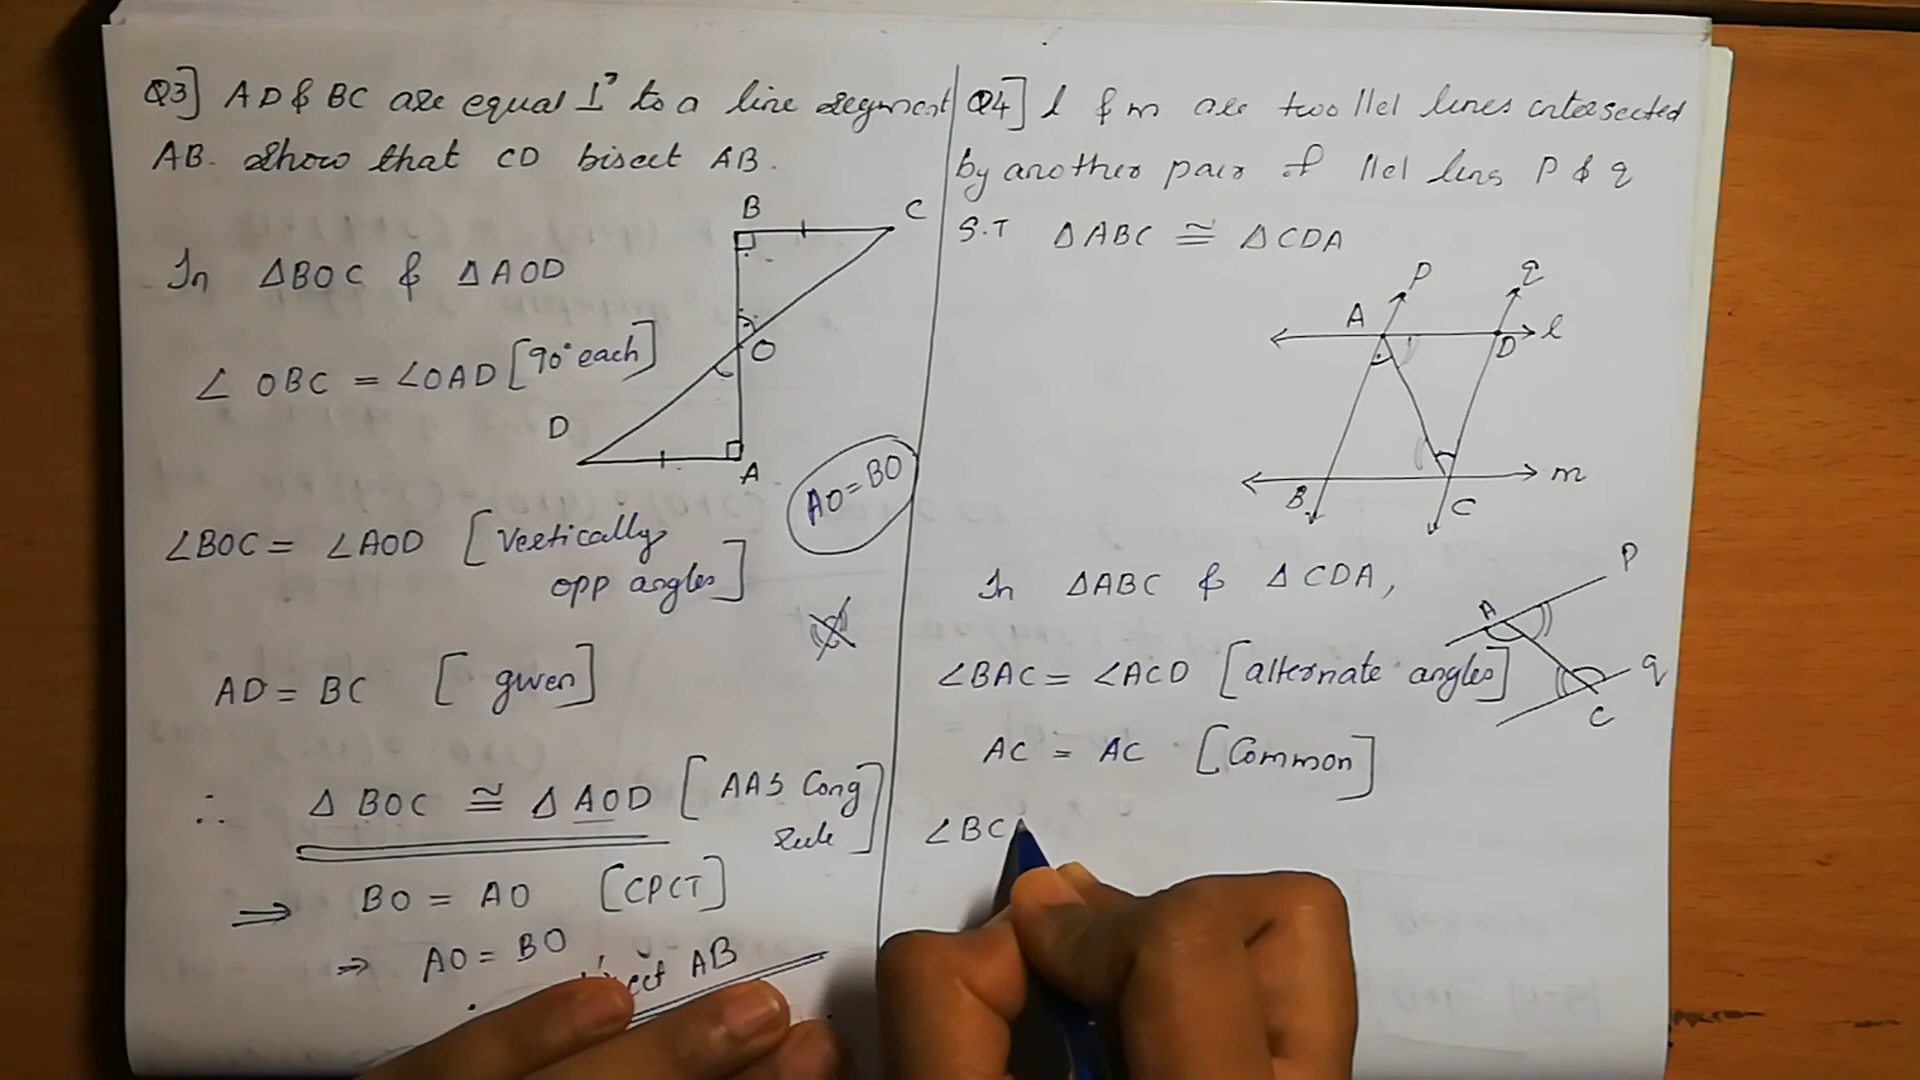 Q3] AD & BC are equal ⊥r to a line segment
AB. Show that CD bisect AB.
B
C
In ΔBOC & ΔAOD
∠OBC = ∠OAD [90° each]
O
D
A
AO = BO
∠BOC = ∠AOD [Vertically
opp angles]
AD = BC [given]
∴ Δ BOC ≅ Δ AOD [AAS Cong
rule]
⇒ BO = AO [CPCT]
⇒ AO = BO
AB
Q4] l & m are two llel lines intersected
by another pair of llel lins P & q
S.T ΔABC ≅ ΔCDA
P
q
A
l
D
m
B
C
In ΔABC & ΔCDA,
P
A
∠BAC = ∠ACD [alternate angles]
q
C
AC = AC [Common]
∠BC